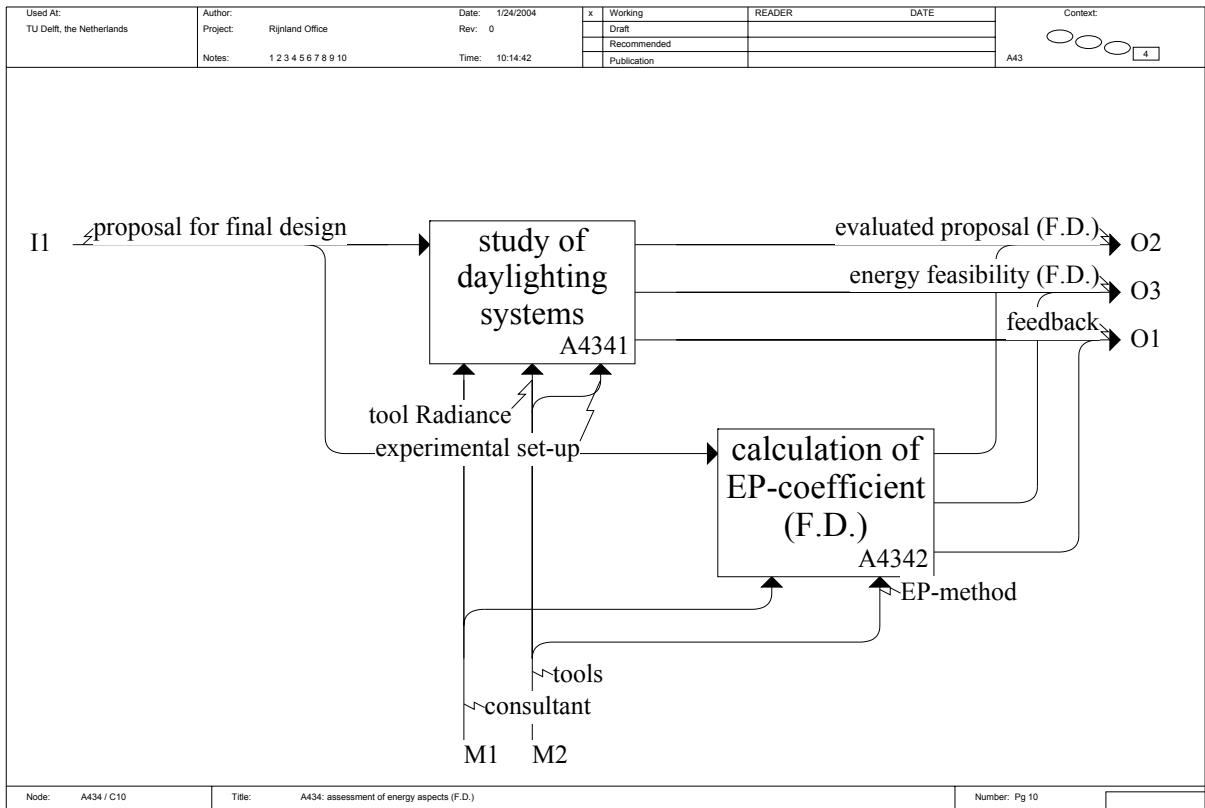 Used At:
TU Delft, the Netherlands
Author:
Project: Rijnland Office
Notes: 1 2 3 4 5 6 7 8 9 10
Date: 1/24/2004
Rev: 0
Time: 10:14:42
x Working
Draft
Recommended
Publication
READER DATE
Context:
4
A43
I1
proposal for final design
study of
daylighting
systems
A4341
evaluated proposal (F.D.)
O2
energy feasibility (F.D.)
O3
feedback
O1
tool Radiance
experimental set-up
calculation of
EP-coefficient
(F.D.)
A4342
EP-method
tools
consultant
M1 M2
Node: A434 / C10
Title: A434: assessment of energy aspects (F.D.)
Number: Pg 10